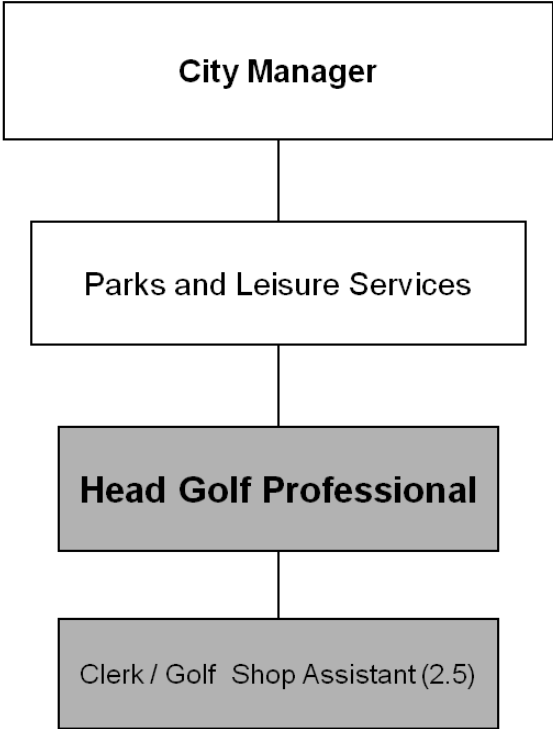 City Manager
Parks and Leisure Services
Head Golf Professional
Clerk / Golf  Shop Assistant (2.5)